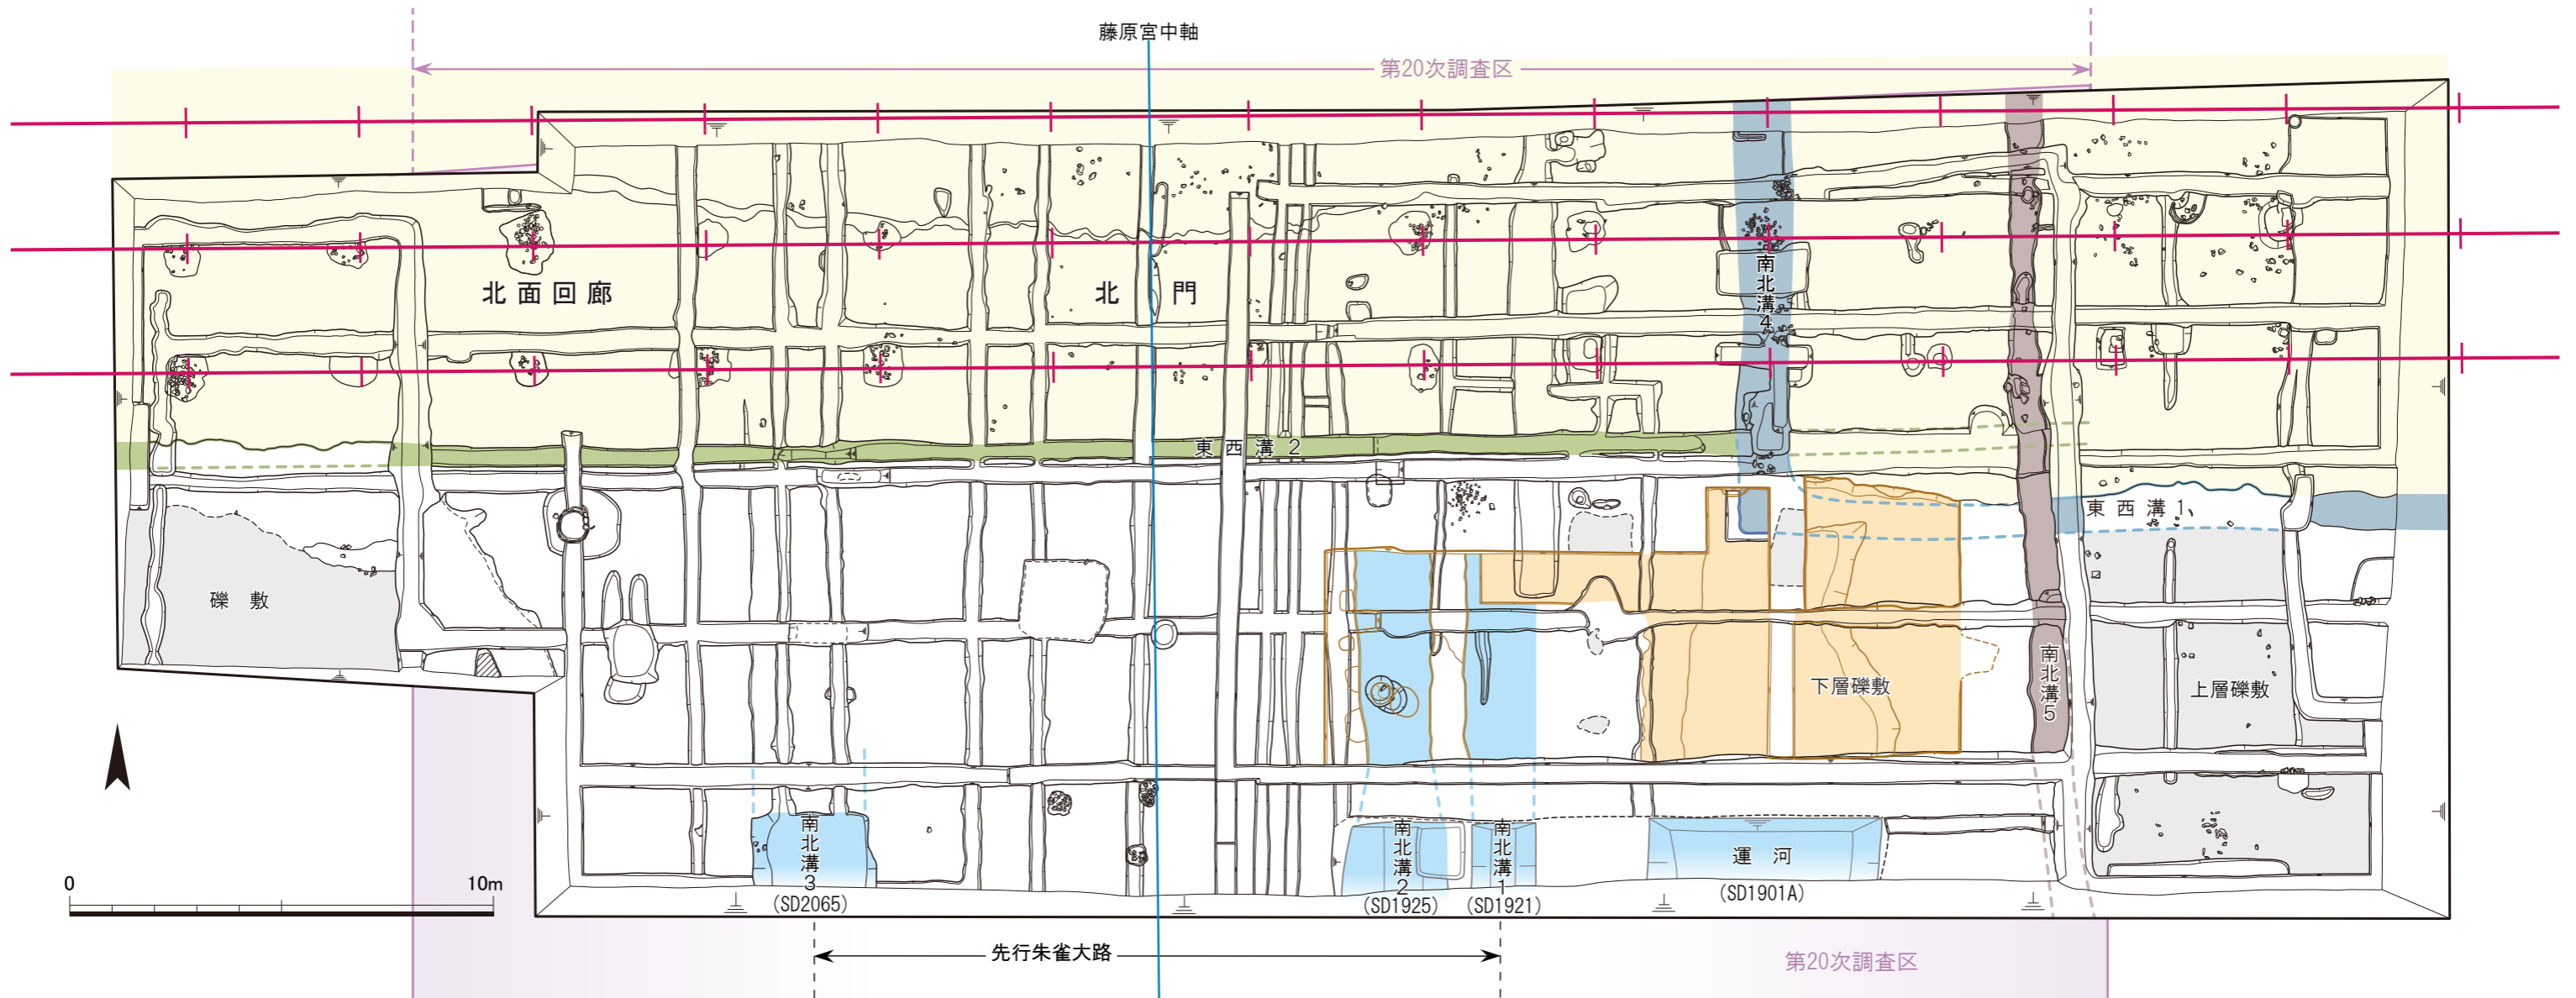 藤原宮中軸
第20次調査区
北面回廊
北門
南北溝4
東西溝2
東西溝1
礫敷
下層礫敷
南北溝5
上層礫敷
0
10m
南北溝3
(SD2065)
南北溝2
(SD1925)
南北溝1
(SD1921)
運河
(SD1901A)
先行朱雀大路
第20次調査区